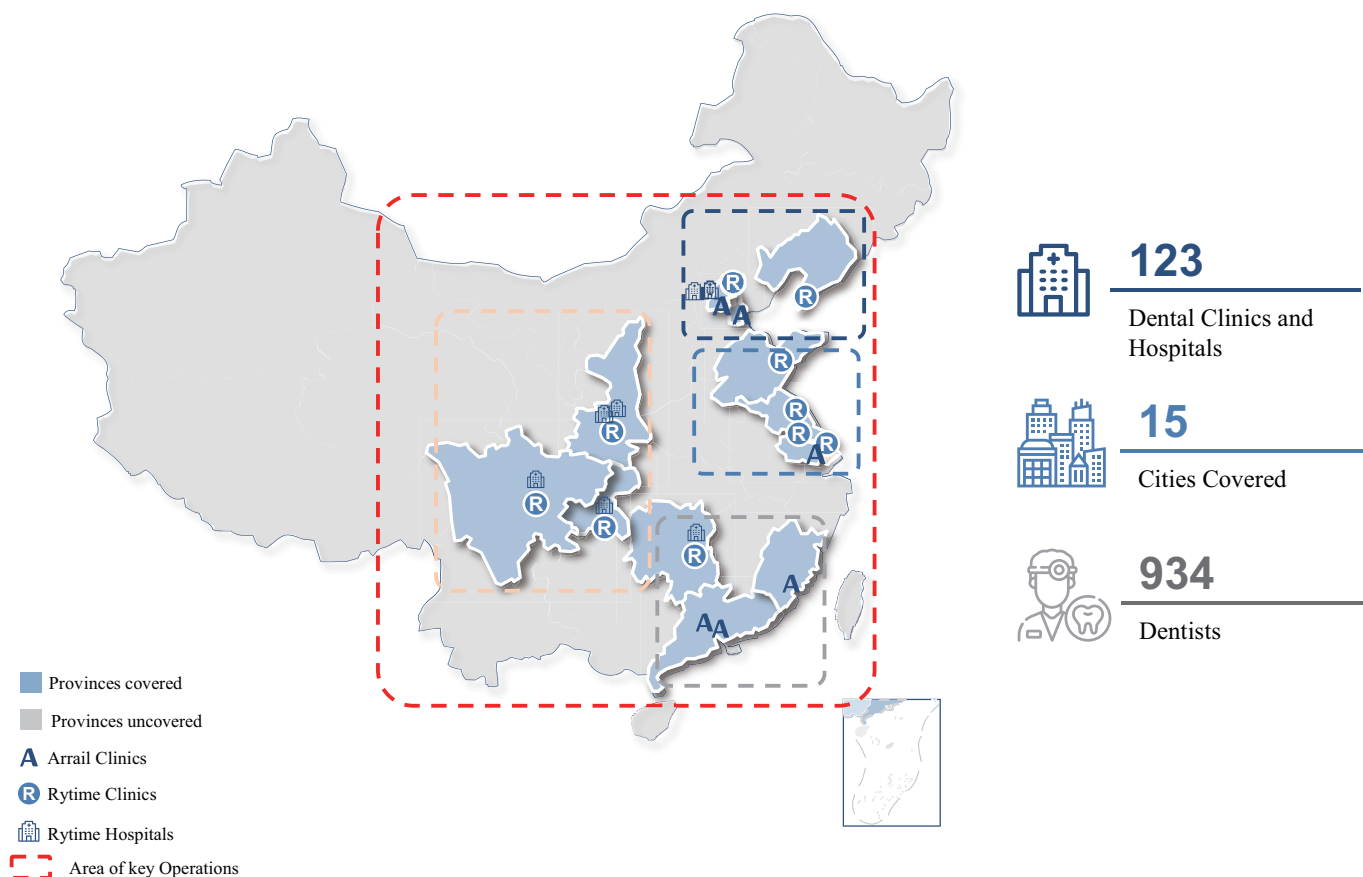 R
R
A
A
R
R
R
R
A
R
R
R
R
A
A
A
123
Dental Clinics and
Hospitals
15
Cities Covered
934
Dentists
Provinces covered
Provinces uncovered
A Arrail Clinics
R Rytime Clinics
Rytime Hospitals
Area of key Operations